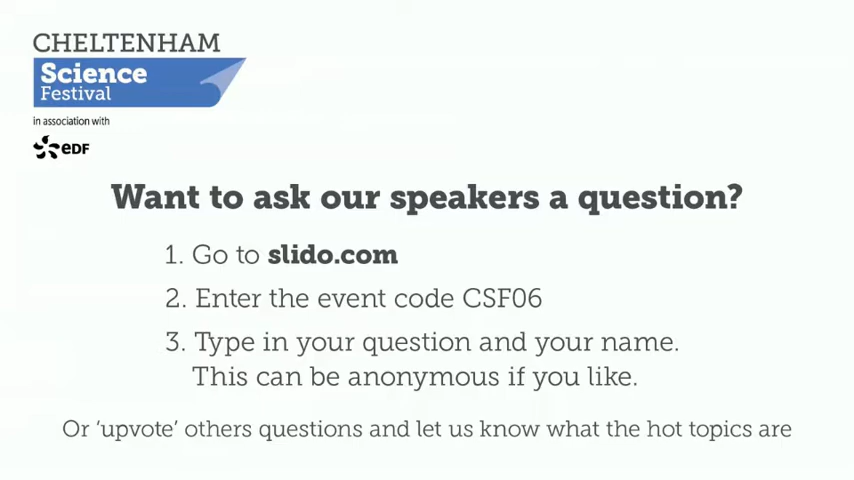 CHELTENHAM
Science
Festival
in association with
eDF
Want to ask our speakers a question?
1. Go to slido.com
2. Enter the event code CSF06
3. Type in your question and your name.
This can be anonymous if you like.
Or ‘upvote’ others questions and let us know what the hot topics are